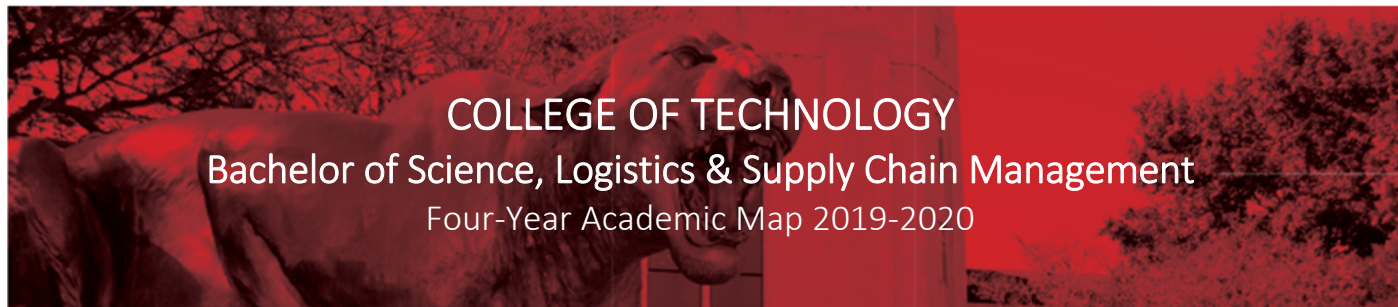 COLLEGE OF TECHNOLOGY
Bachelor of Science, Logistics & Supply Chain Management
Four-Year Academic Map 2019-2020